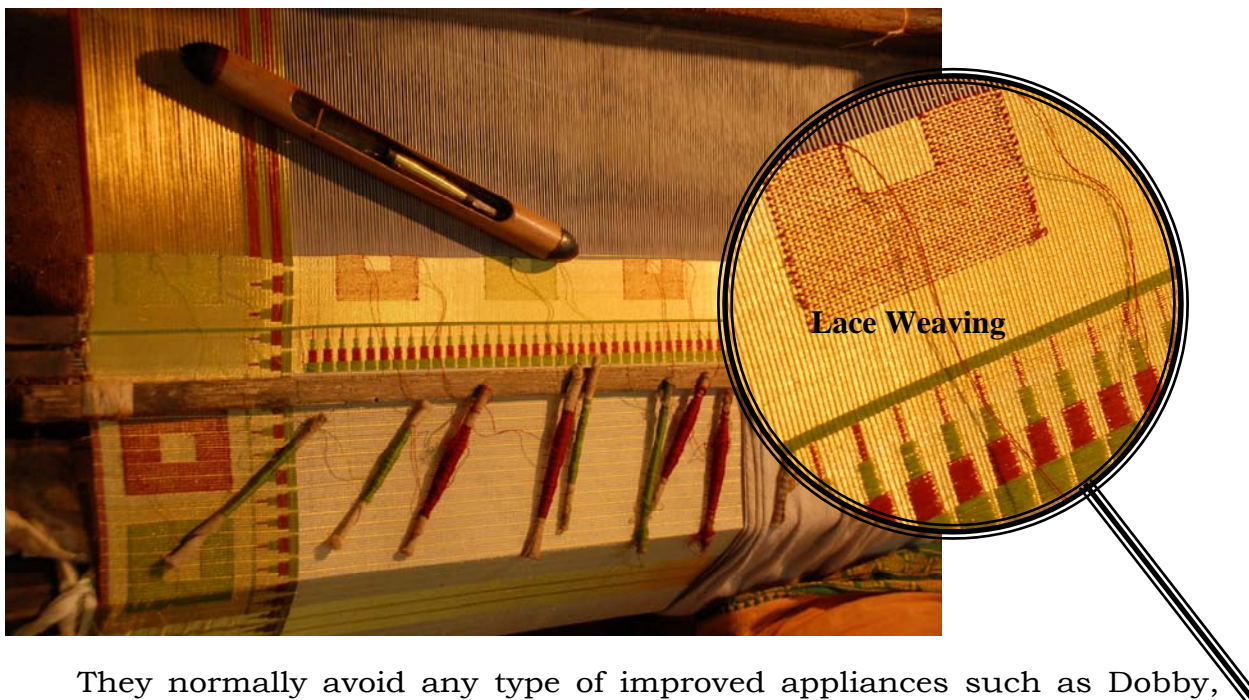 Lace Weaving
They normally avoid any type of improved appliances such as Dobby,